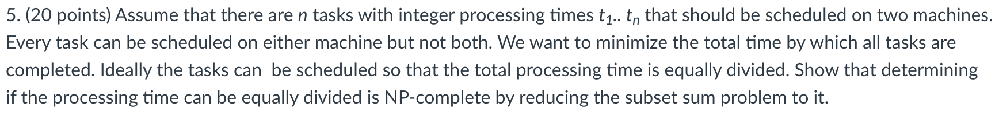 5. (20 points) Assume that there are n tasks with integer processing times t1.. tn that should be scheduled on two machines.
Every task can be scheduled on either machine but not both. We want to minimize the total time by which all tasks are
completed. Ideally the tasks can  be scheduled so that the total processing time is equally divided. Show that determining
if the processing time can be equally divided is NP-complete by reducing the subset sum problem to it.